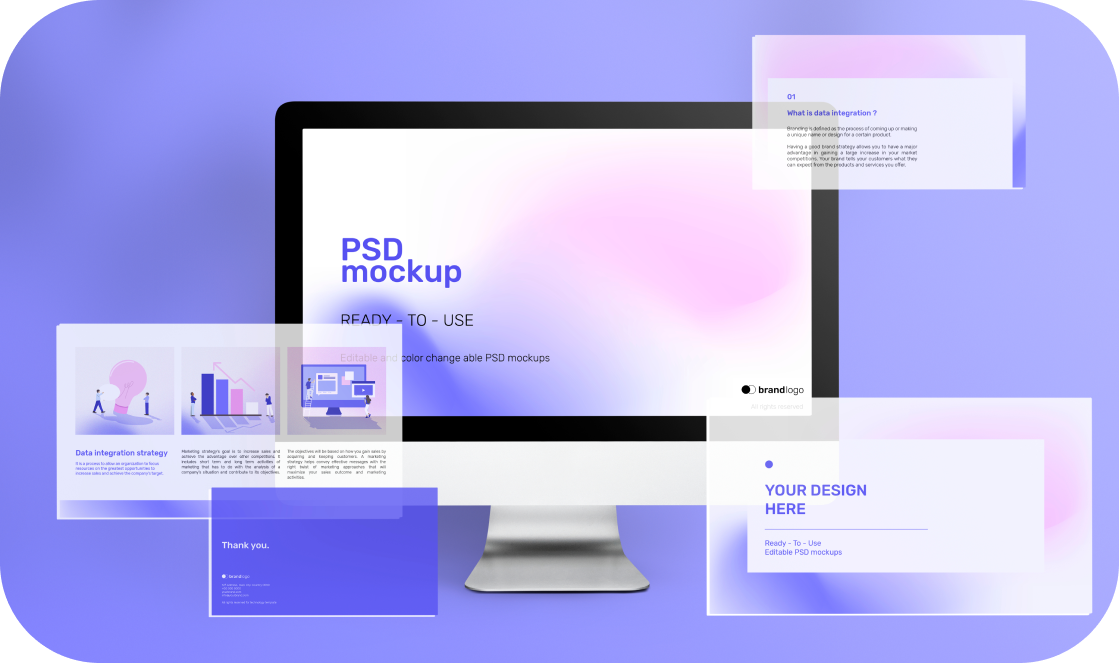 01
What is data integration ?
Branding is defined as the process of coming up or making
a unique name or design for a certain product.
Having a good brand strategy allows you to have a major
advantage in gaining a large increase in your market
competitions. Your brand tells your customers what they
can expect from the products and services you offer.
PSD
mockup
READY - TO - USE
Editable and color change able PSD mockups
brandlogo
All rights reserved
Data integration strategy
It is a process to allow an organization to focus
resources on the greatest opportunities to
increase sales and achieve the company's target
Marketing strategy's goal is to increase sales and
achieve the advantage over other competitions. It
includes short term and long term activities of
marketing that has to do with the analysis of a
company's situation and contribute to its objectives.
The objectives will be based on how you gain sales by
acquiring and keeping customers. A marketing
strategy helps convey effective messages with the
right blend of marketing approaches that will
maximize your sales outcome and marketing
activities.
Thank you.
brandlogo
YOUR DESIGN
HERE
Ready - To - Use
Editable PSD mockups